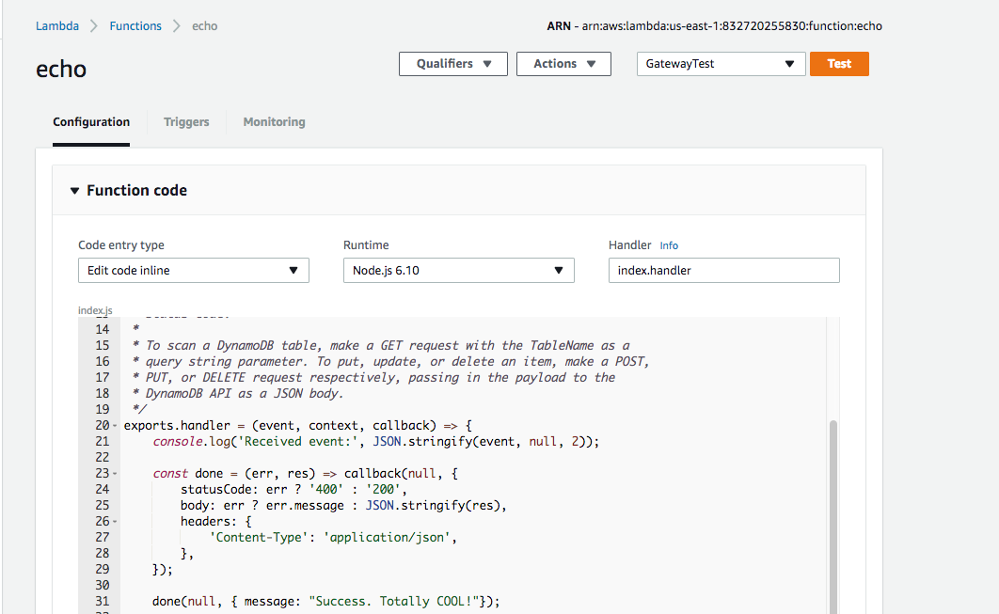 Lambda > Functions > echo
ARN - arn:aws:lambda:us-east-1:832720255830:function:echo
echo
Qualifiers
Actions
GatewayTest
Test
Configuration
Triggers
Monitoring
Function code
Code entry type
Runtime
Handler Info
Edit code inline
Node.js 6.10
index.handler
index.js
14 *
15 * To scan a DynamoDB table, make a GET request with the TableName as a
16 * query string parameter. To put, update, or delete an item, make a POST,
17 * PUT, or DELETE request respectively, passing in the payload to the
18 * DynamoDB API as a JSON body.
19 */
20 exports.handler = (event, context, callback) => {
21 console.log('Received event:', JSON.stringify(event, null, 2));
22
23 const done = (err, res) => callback(null, {
24 statusCode: err ? '400' : '200',
25 body: err ? err.message : JSON.stringify(res),
26 headers: {
27 'Content-Type': 'application/json',
28 },
29 });
30
31 done(null, { message: "Success. Totally COOL!"});